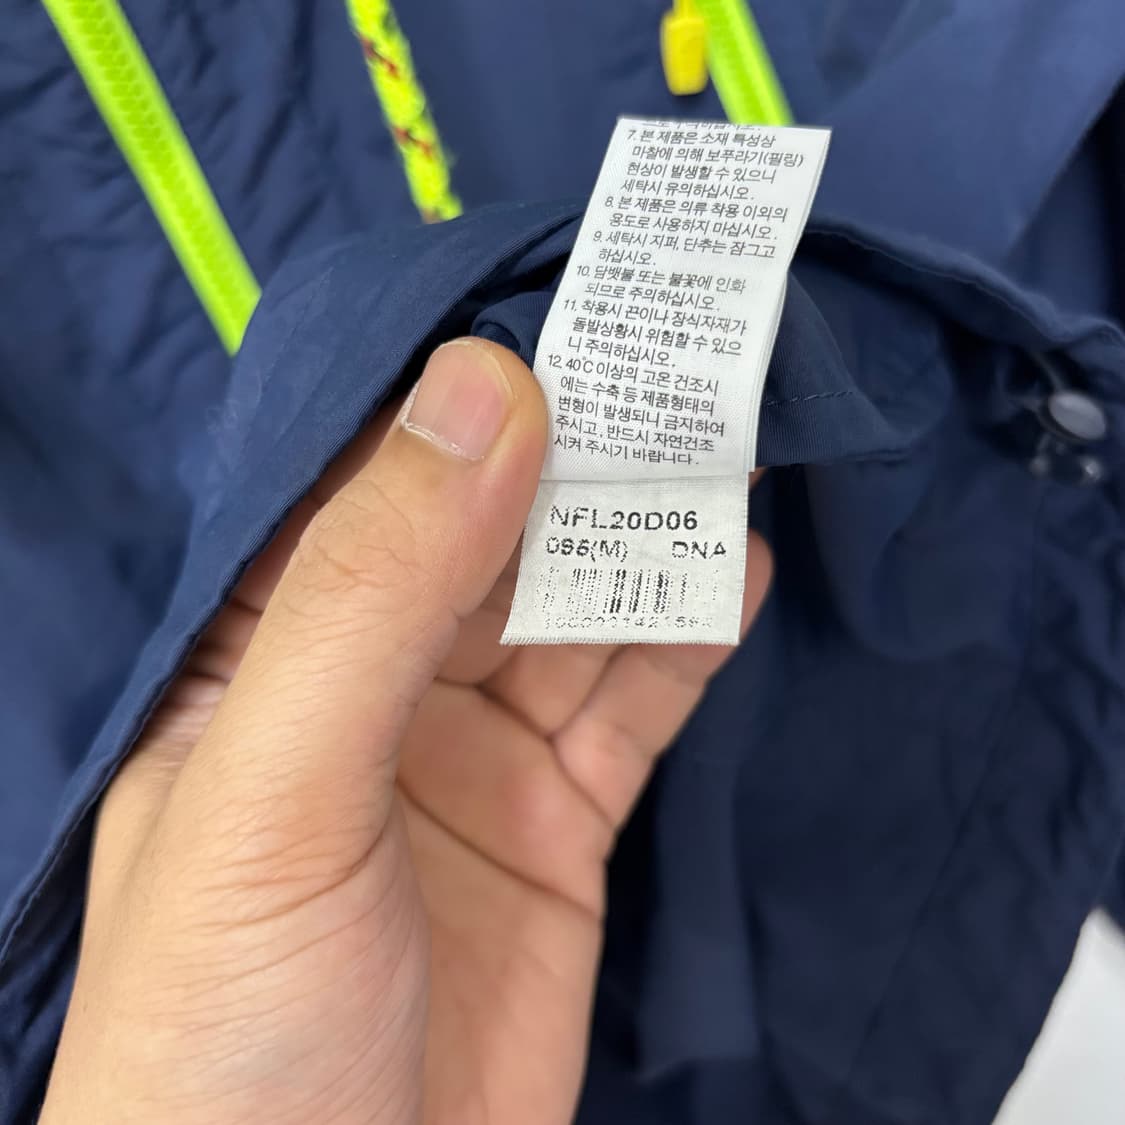 7. 본 제품은 소재 특성상
마찰에 의해 보푸라기(필링)
현상이 발생할 수 있으니
세탁시 유의하십시오.
8. 본 제품은 의류 착용 이외의
용도로 사용하지 마십시오.
9. 세탁시 지퍼, 단추는 잠그고
하십시오.
10. 담뱃불 또는 불꽃에 인화
되므로 주의하십시오.
11. 착용시 끈이나 장식자재가
돌발상황시 위험할 수 있으
니 주의하십시오.
12. 40℃ 이상의 고온 건조시
에는 수축 등 제품형태의
변형이 발생되니 금지하여
주시고, 반드시 자연건조
시켜 주시기 바랍니다.
NFL20D06
095(M) DNA